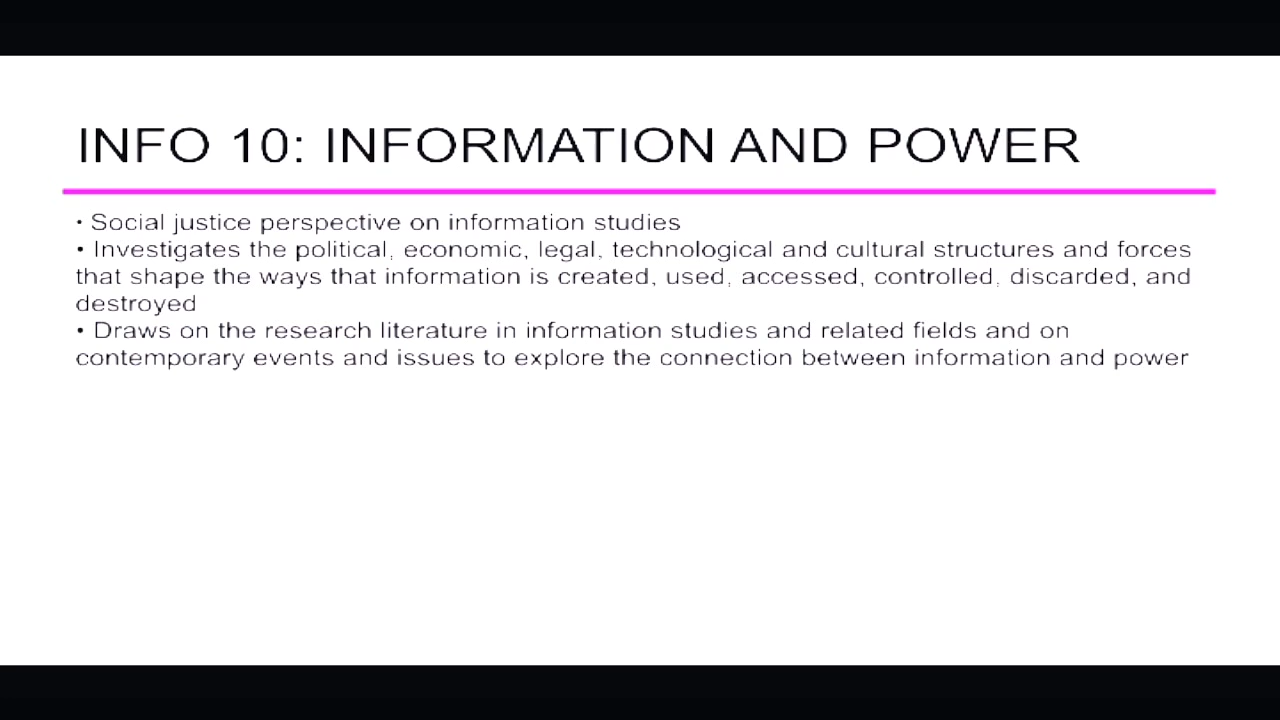 INFO 10: INFORMATION AND POWER
• Social justice perspective on information studies
• Investigates the political, economic, legal, technological and cultural structures and forces
that shape the ways that information is created, used, accessed, controlled, discarded, and
destroyed
• Draws on the research literature in information studies and related fields and on
contemporary events and issues to explore the connection between information and power